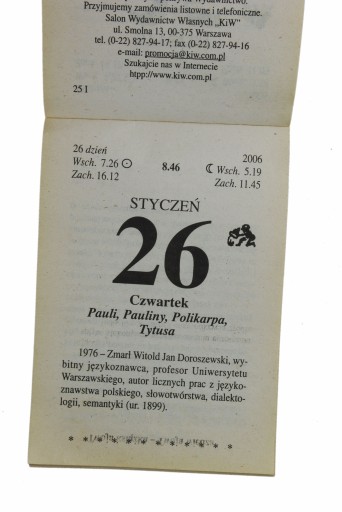 Przyjmujemy zamówienia listowne i telefoniczne.
Salon Wydawnictw Własnych „KiW"
ul. Smolna 13, 00-375 Warszawa
tel. (0-22) 827-94-17; fax (0-22) 827-94-16
e-mail: promocja@kiw.com.pl
Szukajcie nas w Internecie
htpp://www.kiw.com.pl
25 I
26 dzień
Wsch. 7.26
Zach. 16.12
8.46
2006
Wsch. 5.19
Zach. 11.45
STYCZEŃ
26
Czwartek
Pauli, Pauliny, Polikarpa,
Tytusa
1976 – Zmarł Witold Jan Doroszewski, wy-
bitny językoznawca, profesor Uniwersytetu
Warszawskiego, autor licznych prac z języko-
znawstwa polskiego, słowotwórstwa, dialekto-
logii, semantyki (ur. 1899).
* * * * * * * * * *